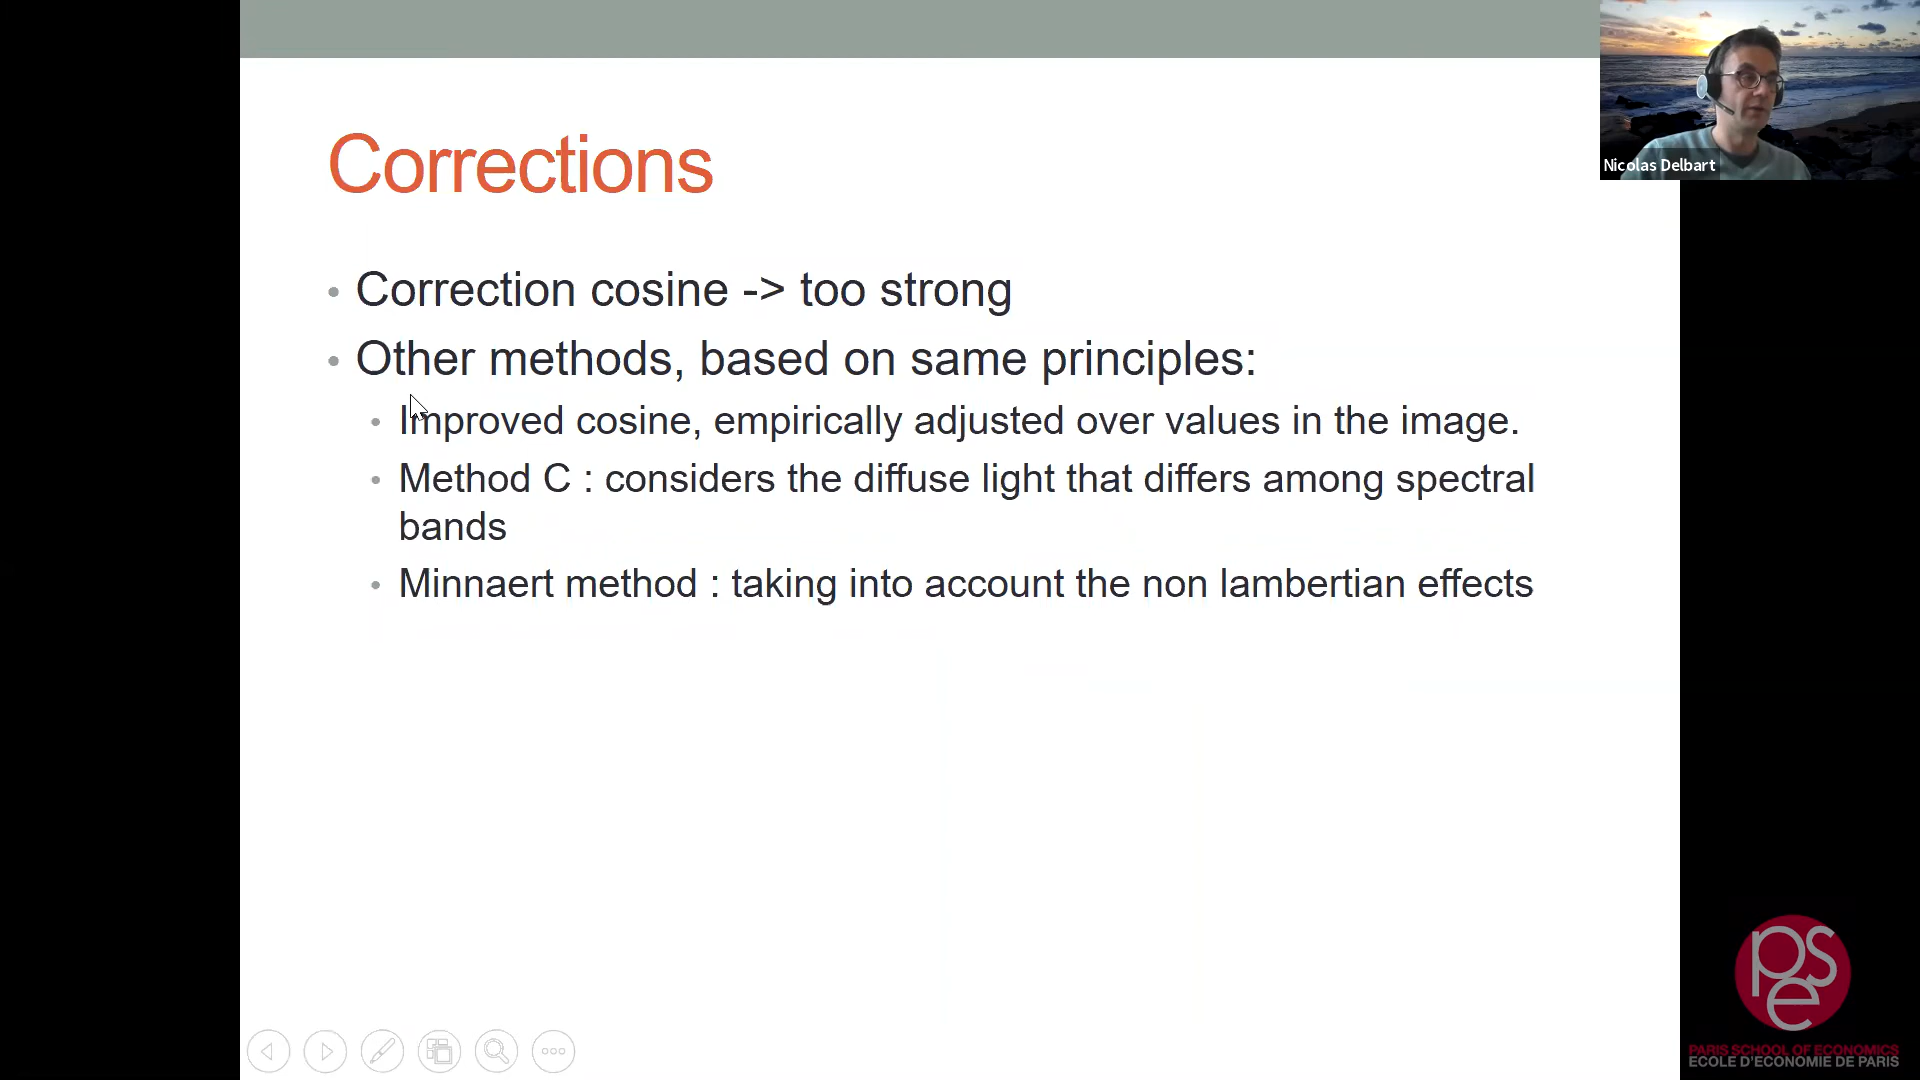 Corrections
Correction cosine -> too strong
Other methods, based on same principles:
Improved cosine, empirically adjusted over values in the image.
Method C : considers the diffuse light that differs among spectral
bands
Minnaert method : taking into account the non lambertian effects
Nicolas Delbart
pse
PARIS SCHOOL OF ECONOMICS
ECOLE D'ECONOMIE DE PARIS